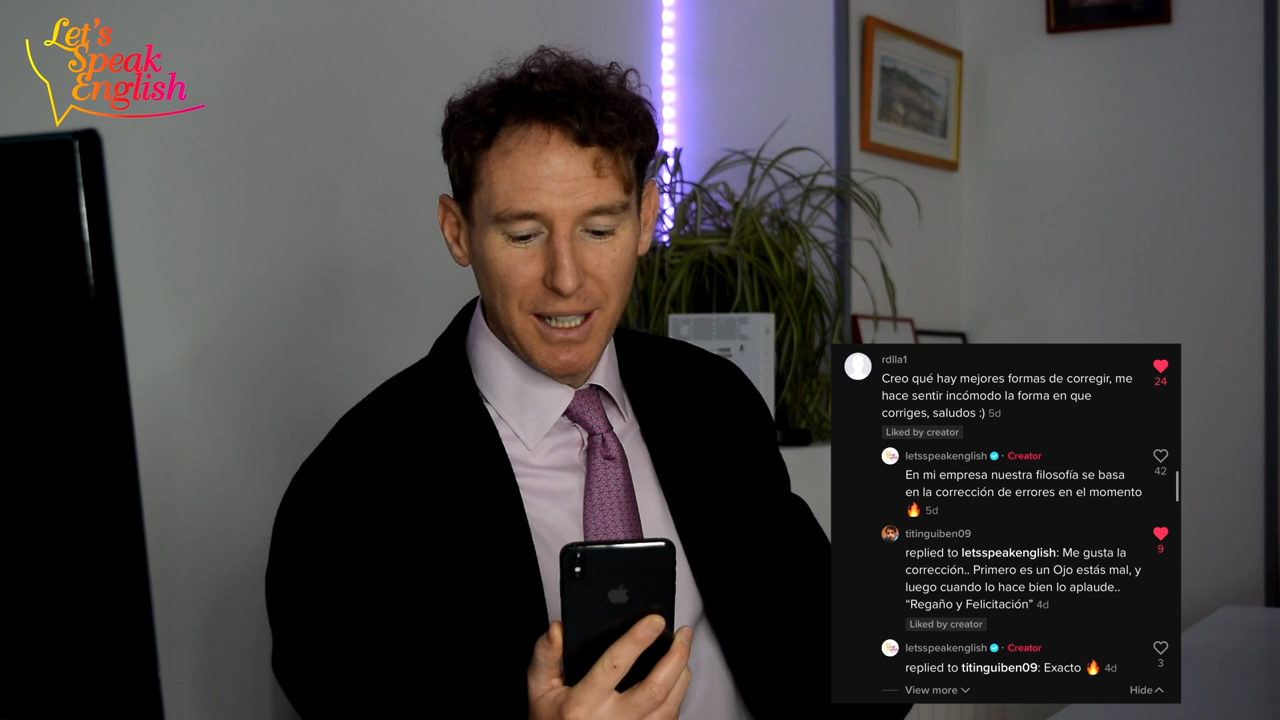 Let's
Speak
English
rdlla1
Creo qué hay mejores formas de corregir, me
hace sentir incómodo la forma en que
corriges, saludos :) 5d
24
Liked by creator
letsspeakenglish · Creator
En mi empresa nuestra filosofía se basa
en la corrección de errores en el momento
🔥 5d
42
titinguiben09
replied to letsspeakenglish: Me gusta la
corrección.. Primero es un Ojo estás mal, y
luego cuando lo hace bien lo aplaude..
“Regaño y Felicitación” 4d
9
Liked by creator
letsspeakenglish · Creator
replied to titinguiben09: Exacto 🔥 4d
3
View more
Hide